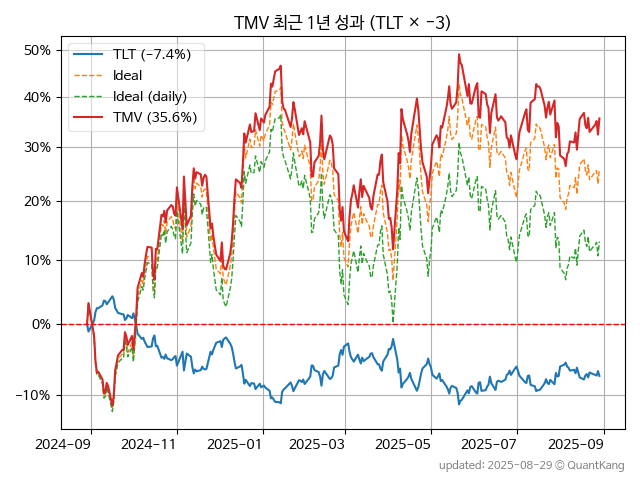 TMV 최근 1년 성과 (TLT × −3)
50%
40%
30%
20%
10%
0%
−10%
TLT (−7.4%)
Ideal
Ideal (daily)
TMV (35.6%)
2024-09
2024-11
2025-01
2025-03
2025-05
2025-07
2025-09
updated: 2025-08-29 © QuantKang